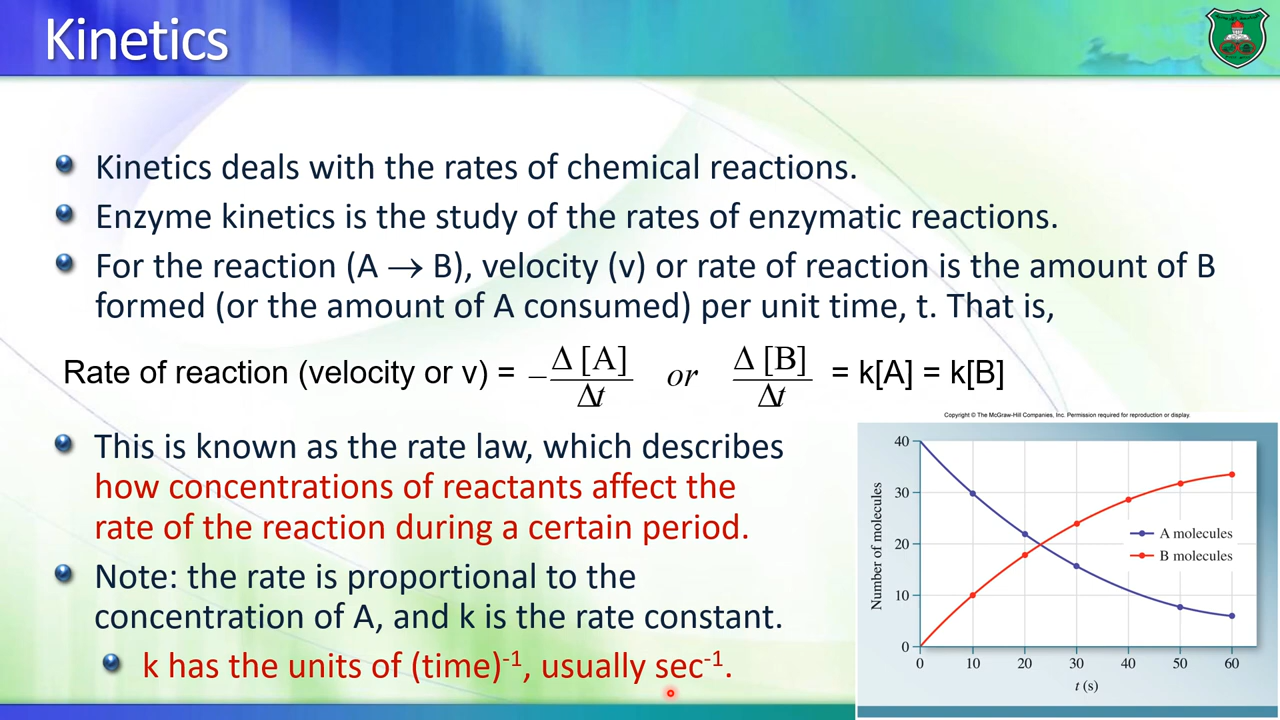 Kinetics
Kinetics deals with the rates of chemical reactions.
Enzyme kinetics is the study of the rates of enzymatic reactions.
For the reaction (A → B), velocity (v) or rate of reaction is the amount of B
formed (or the amount of A consumed) per unit time, t. That is,
Rate of reaction (velocity or v) = −Δ [A]/Δt or Δ [B]/Δt = k[A] = k[B]
This is known as the rate law, which describes
how concentrations of reactants affect the
rate of the reaction during a certain period.
Note: the rate is proportional to the
concentration of A, and k is the rate constant.
k has the units of (time)⁻¹, usually sec⁻¹.
Copyright © The McGraw-Hill Companies, Inc. Permission required for reproduction or display.
Number of molecules
40
30
20
10
0
A molecules
B molecules
0 10 20 30 40 50 60
t (s)